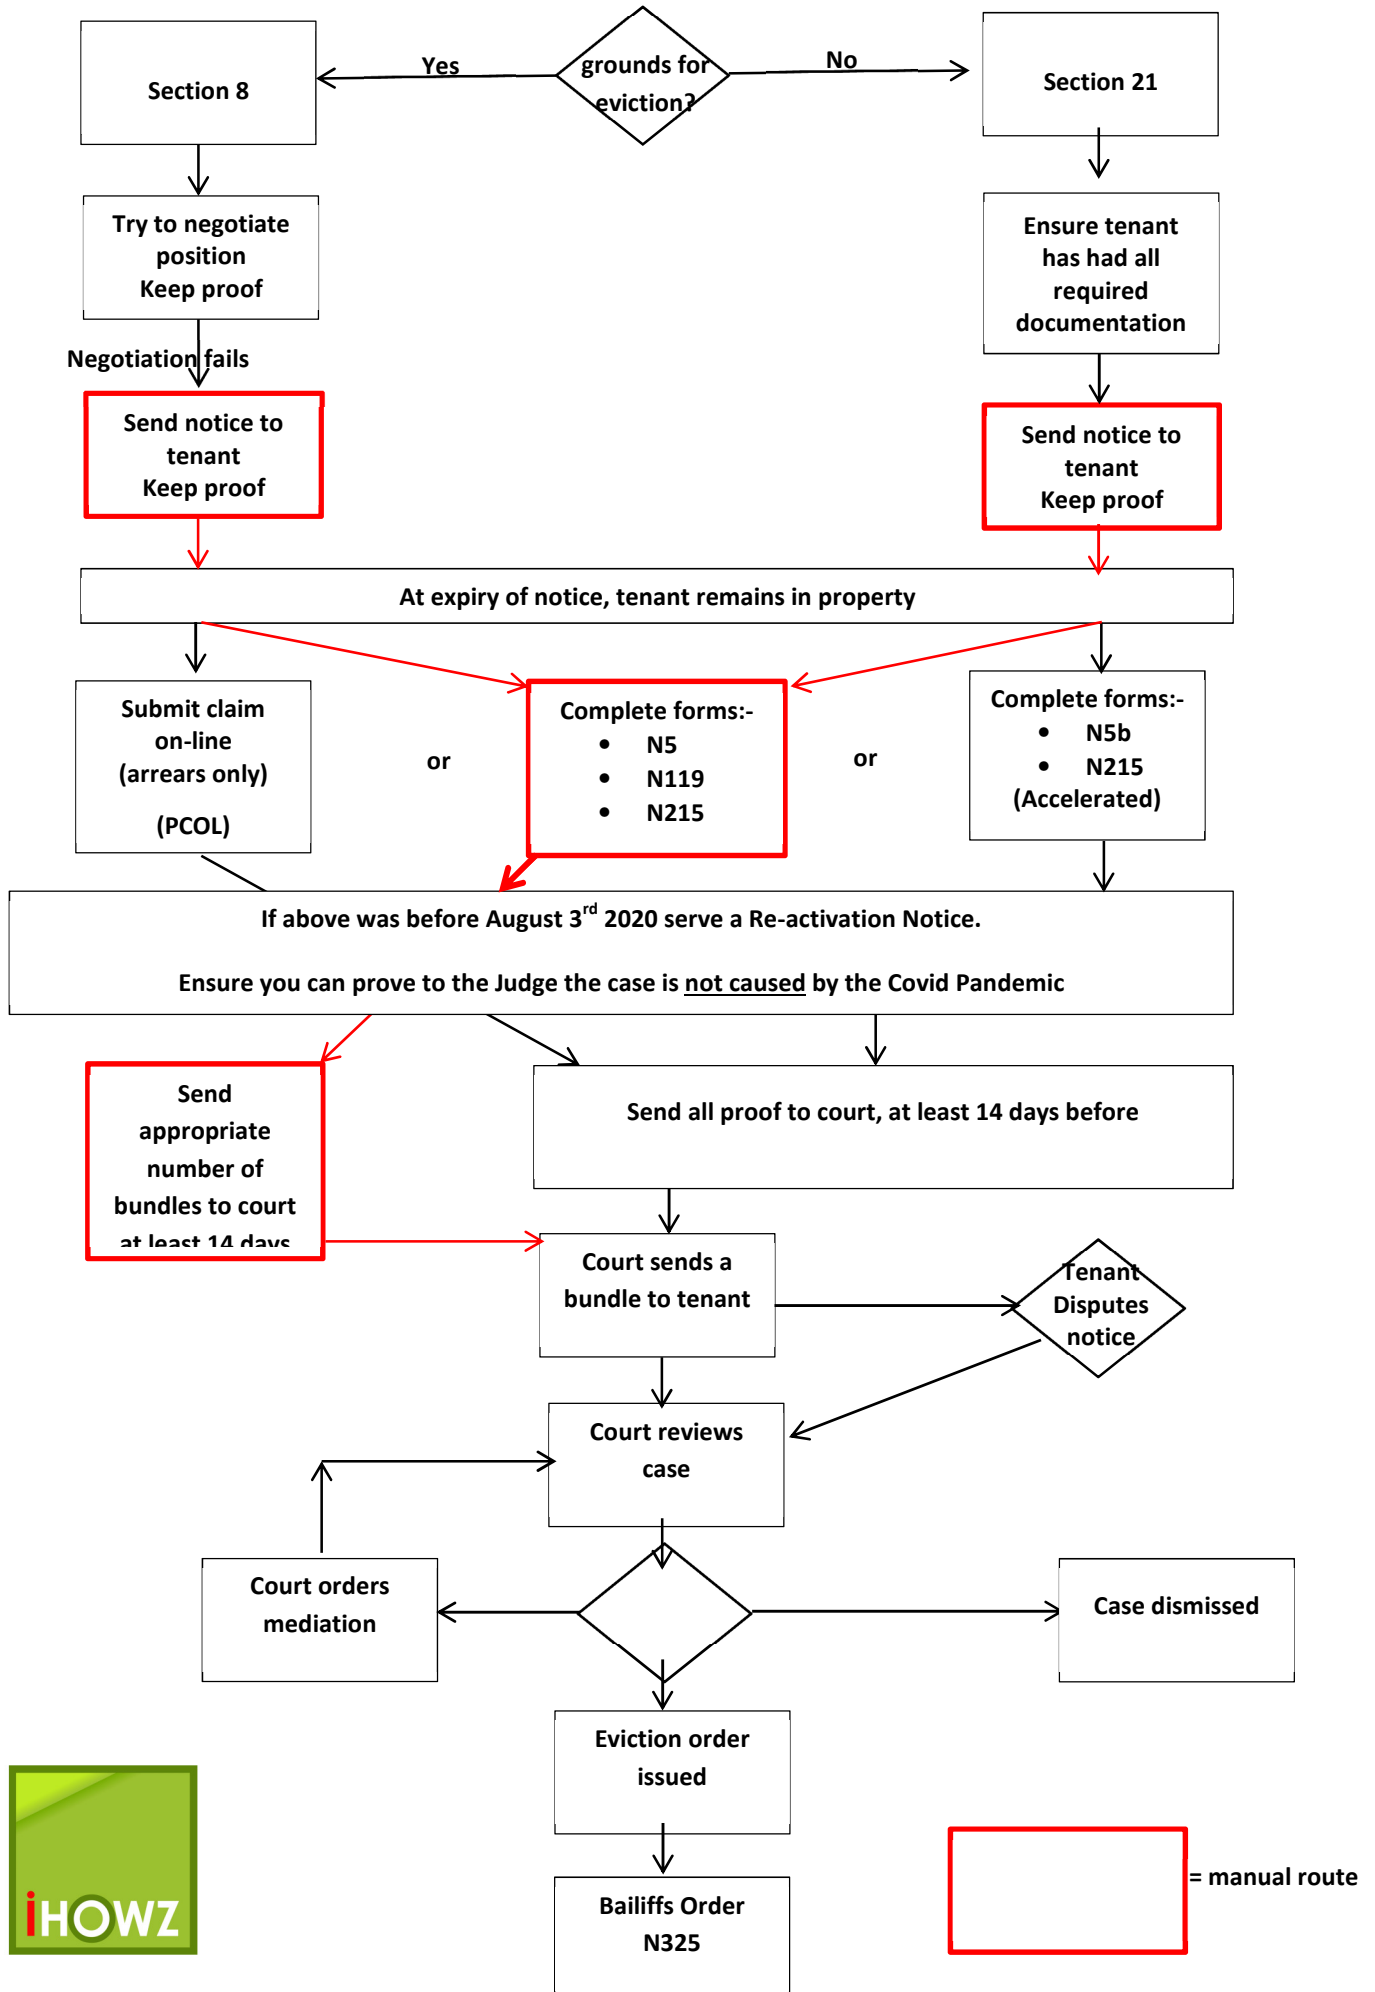 grounds for
eviction?
Yes
No
Section 8
Section 21
Try to negotiate
position
Keep proof
Ensure tenant
has had all
required
documentation
Negotiation fails
Send notice to
tenant
Keep proof
Send notice to
tenant
Keep proof
At expiry of notice, tenant remains in property
Submit claim
on-line
(arrears only)
(PCOL)
or
Complete forms:-
• N5
• N119
• N215
or
Complete forms:-
• N5b
• N215
(Accelerated)
If above was before August 3rd 2020 serve a Re-activation Notice.
Ensure you can prove to the Judge the case is not caused by the Covid Pandemic
Send
appropriate
number of
bundles to court
at least 14 days
Send all proof to court, at least 14 days before
Court sends a
bundle to tenant
Tenant
Disputes
notice
Court reviews
case
Court orders
mediation
Case dismissed
Eviction order
issued
Bailiffs Order
N325
iHOWZ
= manual route